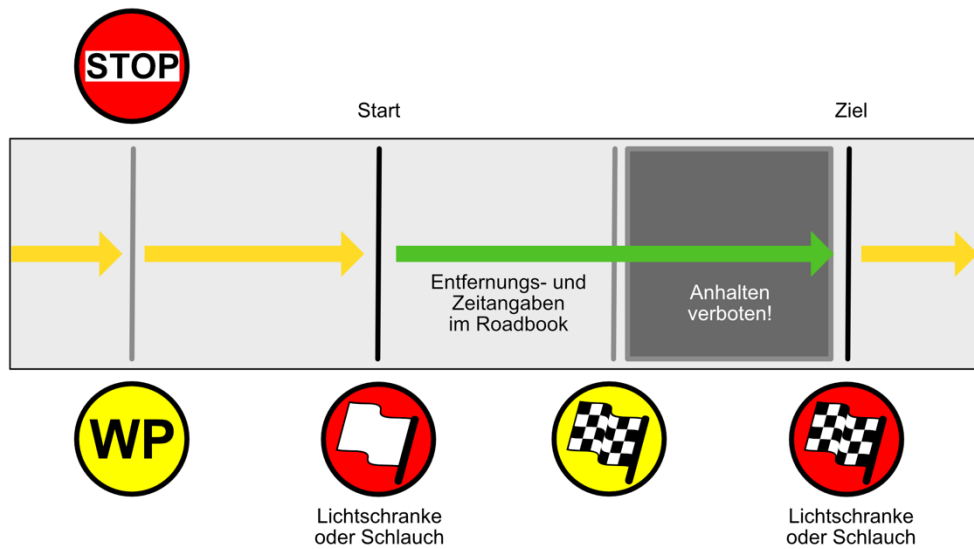 STOP
Start
Ziel
Entfernungs- und
Zeitangaben
im Roadbook
Anhalten
verboten!
WP
Lichtschranke
oder Schlauch
Lichtschranke
oder Schlauch